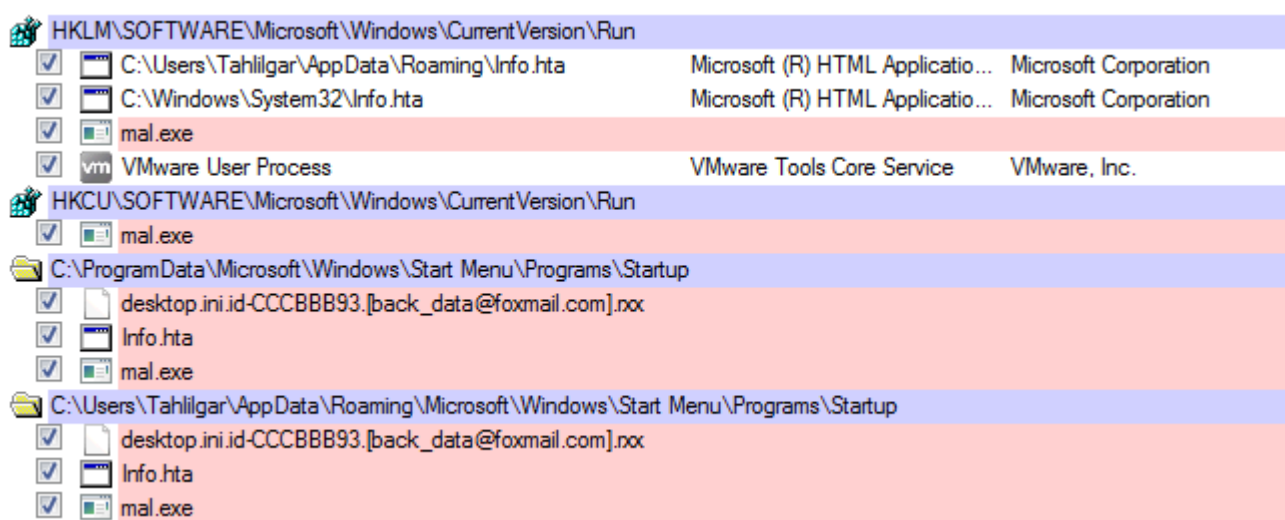 HKLM\SOFTWARE\Microsoft\Windows\CurrentVersion\Run
C:\Users\Tahlilgar\AppData\Roaming\Info.hta Microsoft (R) HTML Applicatio... Microsoft Corporation
C:\Windows\System32\Info.hta Microsoft (R) HTML Applicatio... Microsoft Corporation
mal.exe
vm VMware User Process VMware Tools Core Service VMware, Inc.
HKCU\SOFTWARE\Microsoft\Windows\CurrentVersion\Run
mal.exe
C:\ProgramData\Microsoft\Windows\Start Menu\Programs\Startup
desktop.ini.id-CCCBBB93.[back_data@foxmail.com].rxx
Info.hta
mal.exe
C:\Users\Tahlilgar\AppData\Roaming\Microsoft\Windows\Start Menu\Programs\Startup
desktop.ini.id-CCCBBB93.[back_data@foxmail.com].rxx
Info.hta
mal.exe